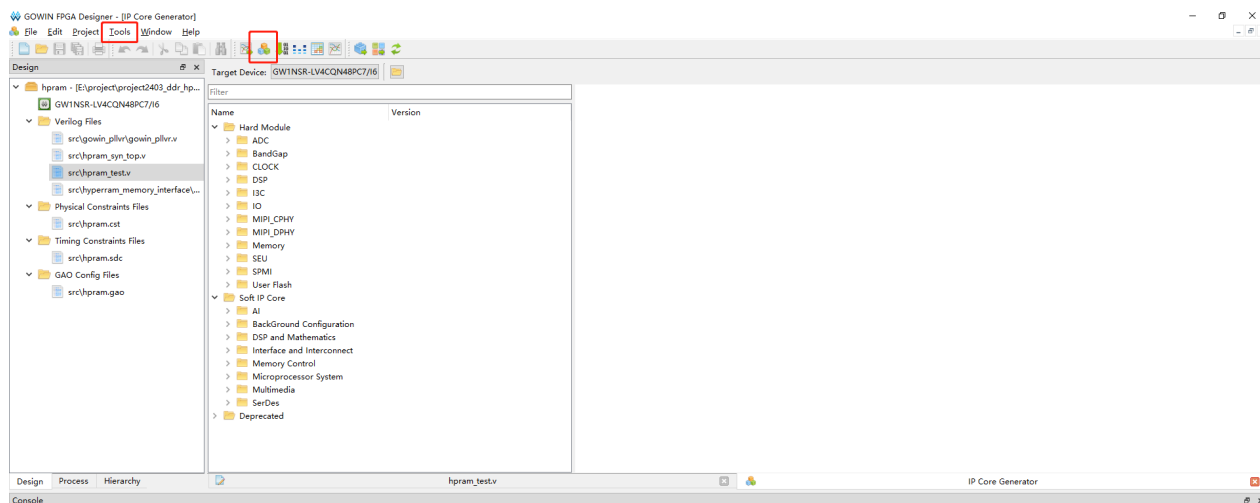 GOWIN FPGA Designer - [IP Core Generator]
File Edit Project Tools Window Help
Design
Target Device: GW1NSR-LV4CQN48PC7/I6
hpram - [E:\project\project2403_ddr_hp...
GW1NSR-LV4CQN48PC7/I6
Verilog Files
src\gowin_pllvr\gowin_pllvr.v
src\hpram_syn_top.v
src\hpram_test.v
src\hyperram_memory_interface\...
Physical Constraints Files
src\hpram.cst
Timing Constraints Files
src\hpram.sdc
GAO Config Files
src\hpram.gao
Filter
Name Version
Hard Module
ADC
BandGap
CLOCK
DSP
I3C
IO
MIPI_CPHY
MIPI_DPHY
Memory
SEU
SPMI
User Flash
Soft IP Core
AI
BackGround Configuration
DSP and Mathematics
Interface and Interconnect
Memory Control
Microprocessor System
Multimedia
SerDes
Deprecated
Design Process Hierarchy
hpram_test.v
IP Core Generator
Console